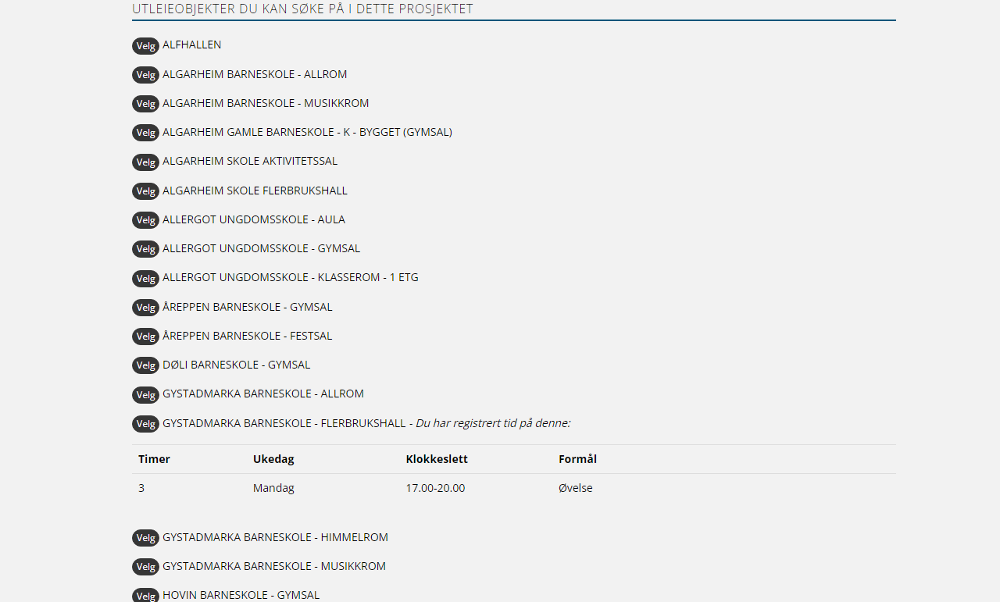 UTLEIEOBJEKTER DU KAN SØKE PÅ I DETTE PROSJEKTET
Velg ALFHALLEN
Velg ALGARHEIM BARNESKOLE - ALLROM
Velg ALGARHEIM BARNESKOLE - MUSIKKROM
Velg ALGARHEIM GAMLE BARNESKOLE - K - BYGGET (GYMSAL)
Velg ALGARHEIM SKOLE AKTIVITETSSAL
Velg ALGARHEIM SKOLE FLERBRUKSHALL
Velg ALLERGOT UNGDOMSSKOLE - AULA
Velg ALLERGOT UNGDOMSSKOLE - GYMSAL
Velg ALLERGOT UNGDOMSSKOLE - KLASSEROM - 1 ETG
Velg ÅREPPEN BARNESKOLE - GYMSAL
Velg ÅREPPEN BARNESKOLE - FESTSAL
Velg DØLI BARNESKOLE - GYMSAL
Velg GYSTADMARKA BARNESKOLE - ALLROM
Velg GYSTADMARKA BARNESKOLE - FLERBRUKSHALL - Du har registrert tid på denne:
Timer Ukedag Klokkeslett Formål
3 Mandag 17.00-20.00 Øvelse
Velg GYSTADMARKA BARNESKOLE - HIMMELROM
Velg GYSTADMARKA BARNESKOLE - MUSIKKROM
Velg HOVIN BARNESKOLE - GYMSAL